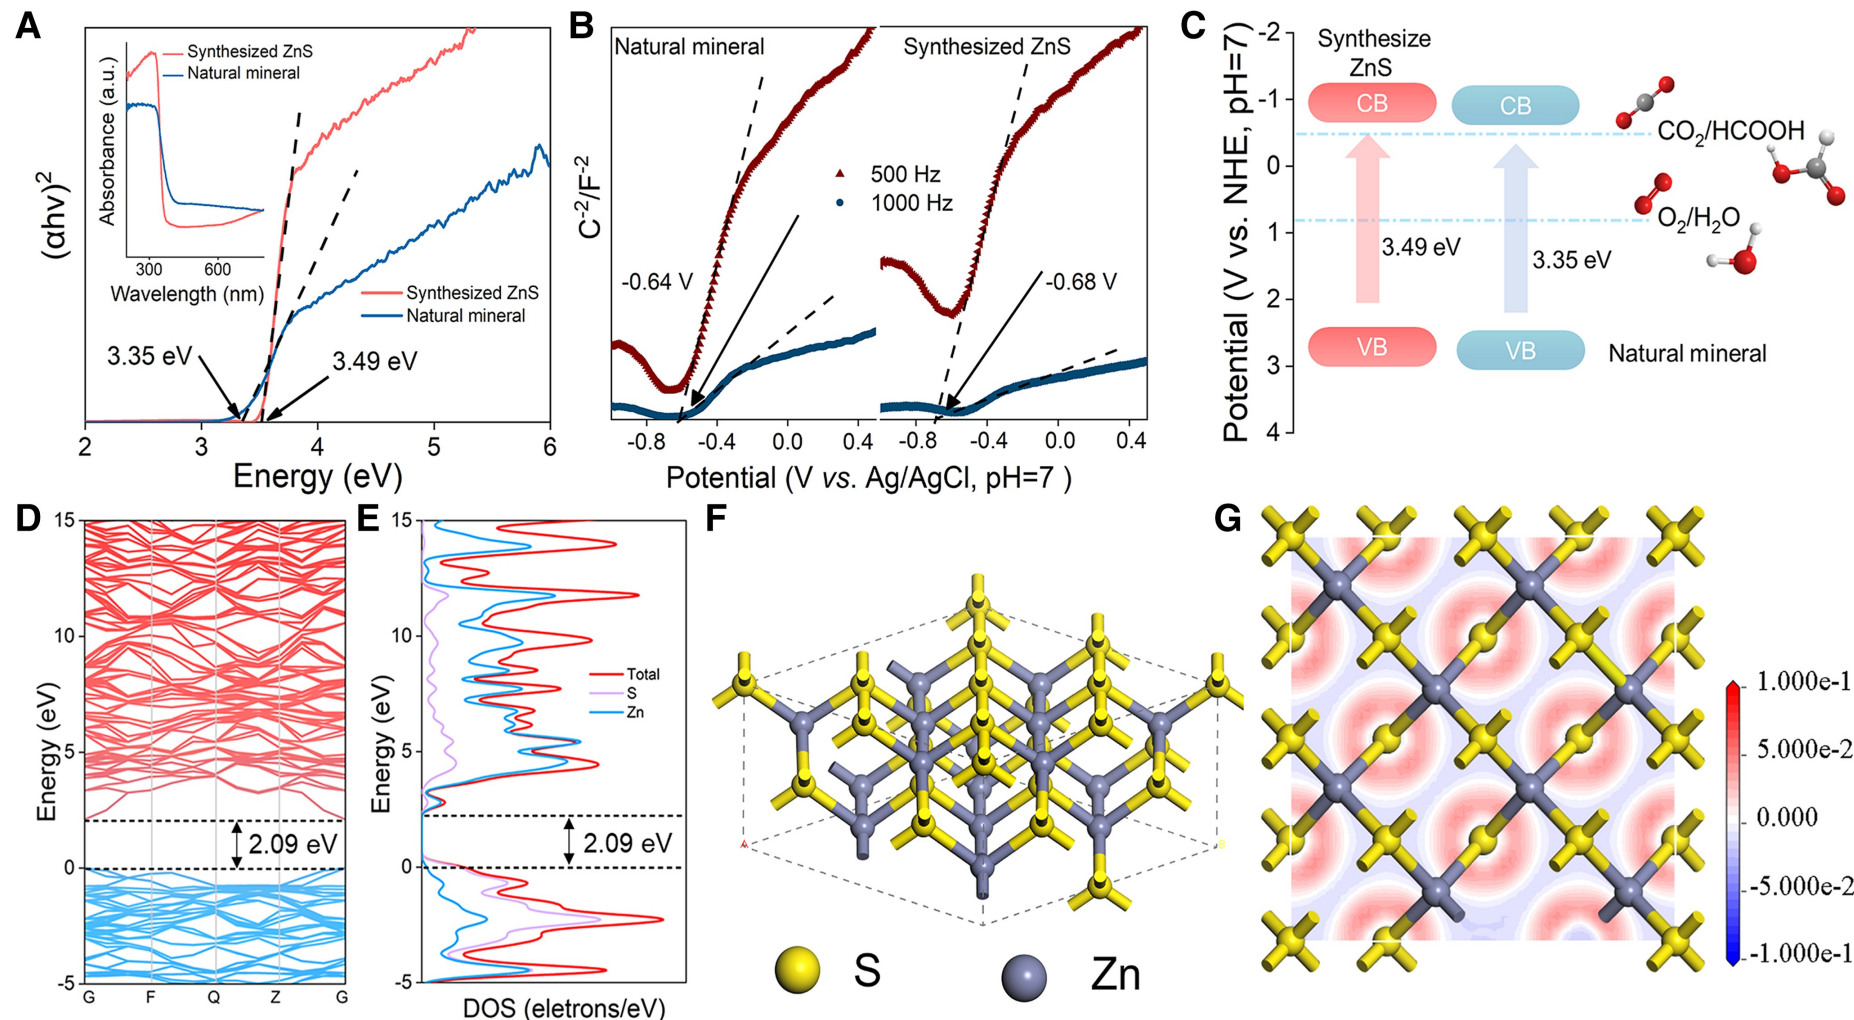 A
(αhv)²
Absorbance (a.u.)
Synthesized ZnS
Natural mineral
300 600
Wavelength (nm)
Synthesized ZnS
Natural mineral
3.35 eV
3.49 eV
2 3 4 5 6
Energy (eV)
B
C⁻²/F⁻²
Natural mineral
Synthesized ZnS
500 Hz
1000 Hz
-0.64 V
-0.68 V
-0.8 -0.4 0.0 0.4 -0.8 -0.4 0.0 0.4
Potential (V vs. Ag/AgCl, pH=7 )
C
Potential (V vs. NHE, pH=7)
-2
-1
0
1
2
3
4
Synthesize
ZnS
CB CB
CO₂/HCOOH
O₂/H₂O
3.49 eV
3.35 eV
VB VB
Natural mineral
D
Energy (eV)
15
10
5
0
-5
2.09 eV
G F Q Z G
E
Energy (eV)
15
10
5
0
-5
Total
S
Zn
2.09 eV
DOS (eletrons/eV)
F
A
B
S
Zn
G
1.000e-1
5.000e-2
0.000
-5.000e-2
-1.000e-1